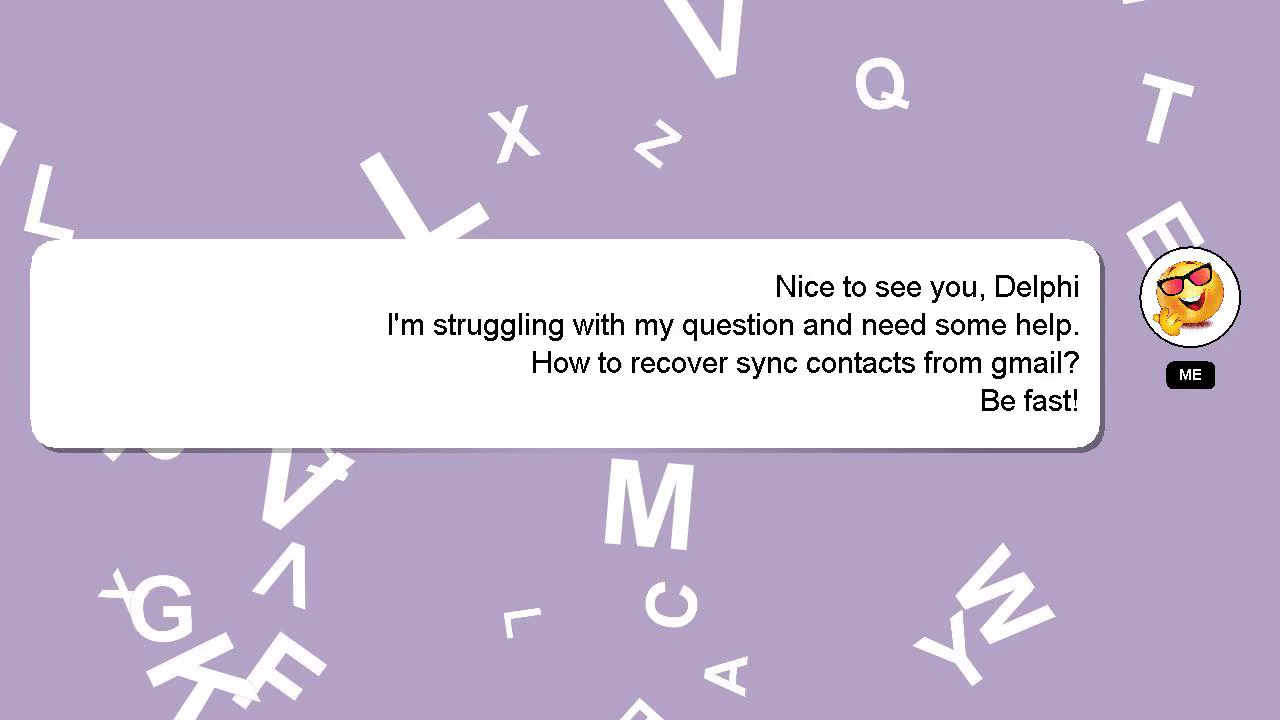 Nice to see you, Delphi
I'm struggling with my question and need some help.
How to recover sync contacts from gmail?
Be fast!
ME
V
Q
T
X
Z
L
L
E
V
M
V
X
G
C
L
W
Y
K
F
A